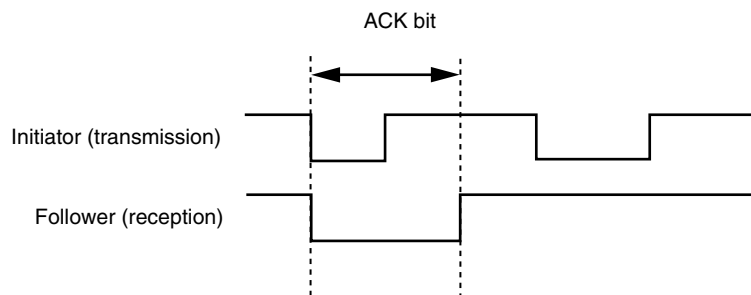 ACK bit
Initiator (transmission)
Follower (reception)